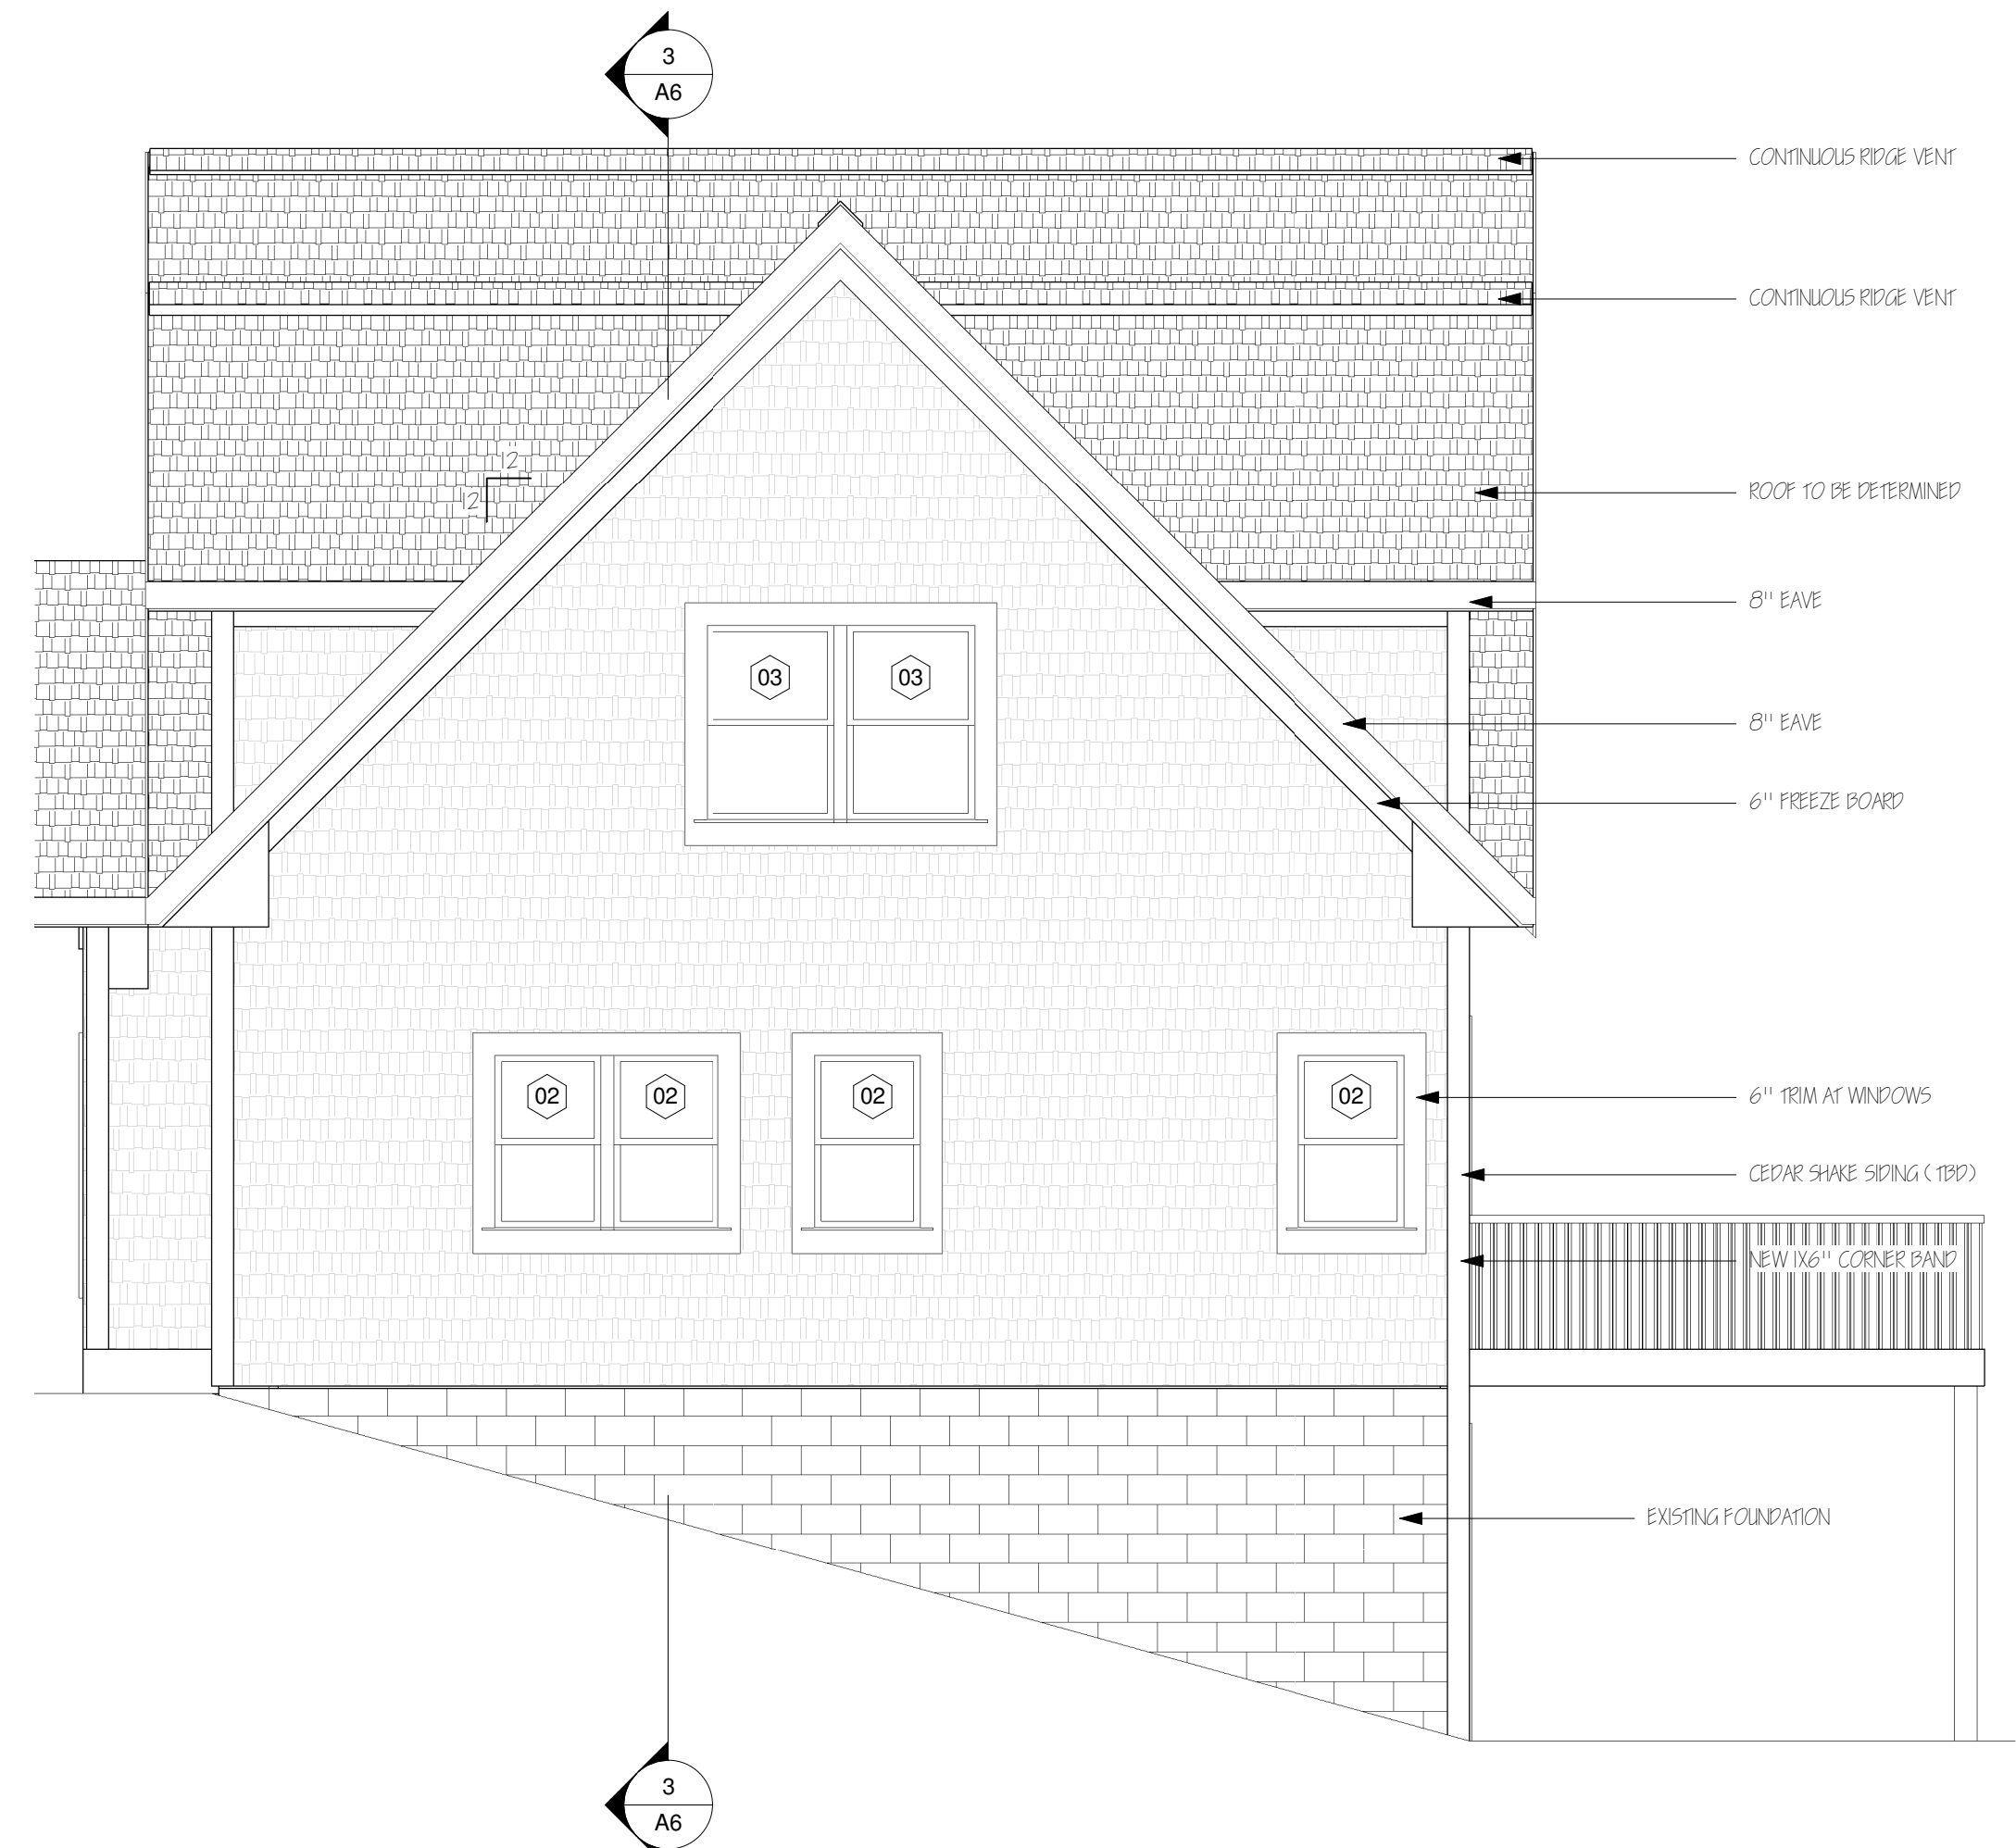 3
A6
CONTINUOUS RIDGE VENT
CONTINUOUS RIDGE VENT
12"
12
ROOF TO BE DETERMINED
8" EAVE
03 03
8" EAVE
6" FREEZE BOARD
02 02 02 02
6" TRIM AT WINDOWS
CEDAR SHAKE SIDING (TBD)
NEW 1X6" CORNER BAND
EXISTING FOUNDATION
3
A6